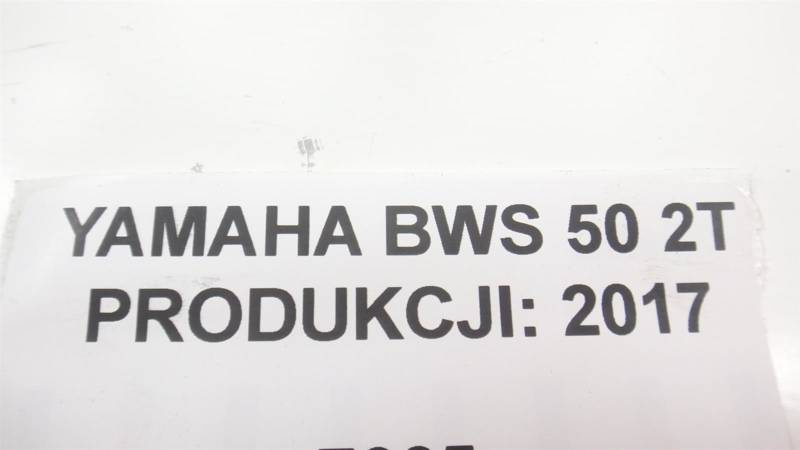 YAMAHA BWS 50 2T
PRODUKCJI: 2017